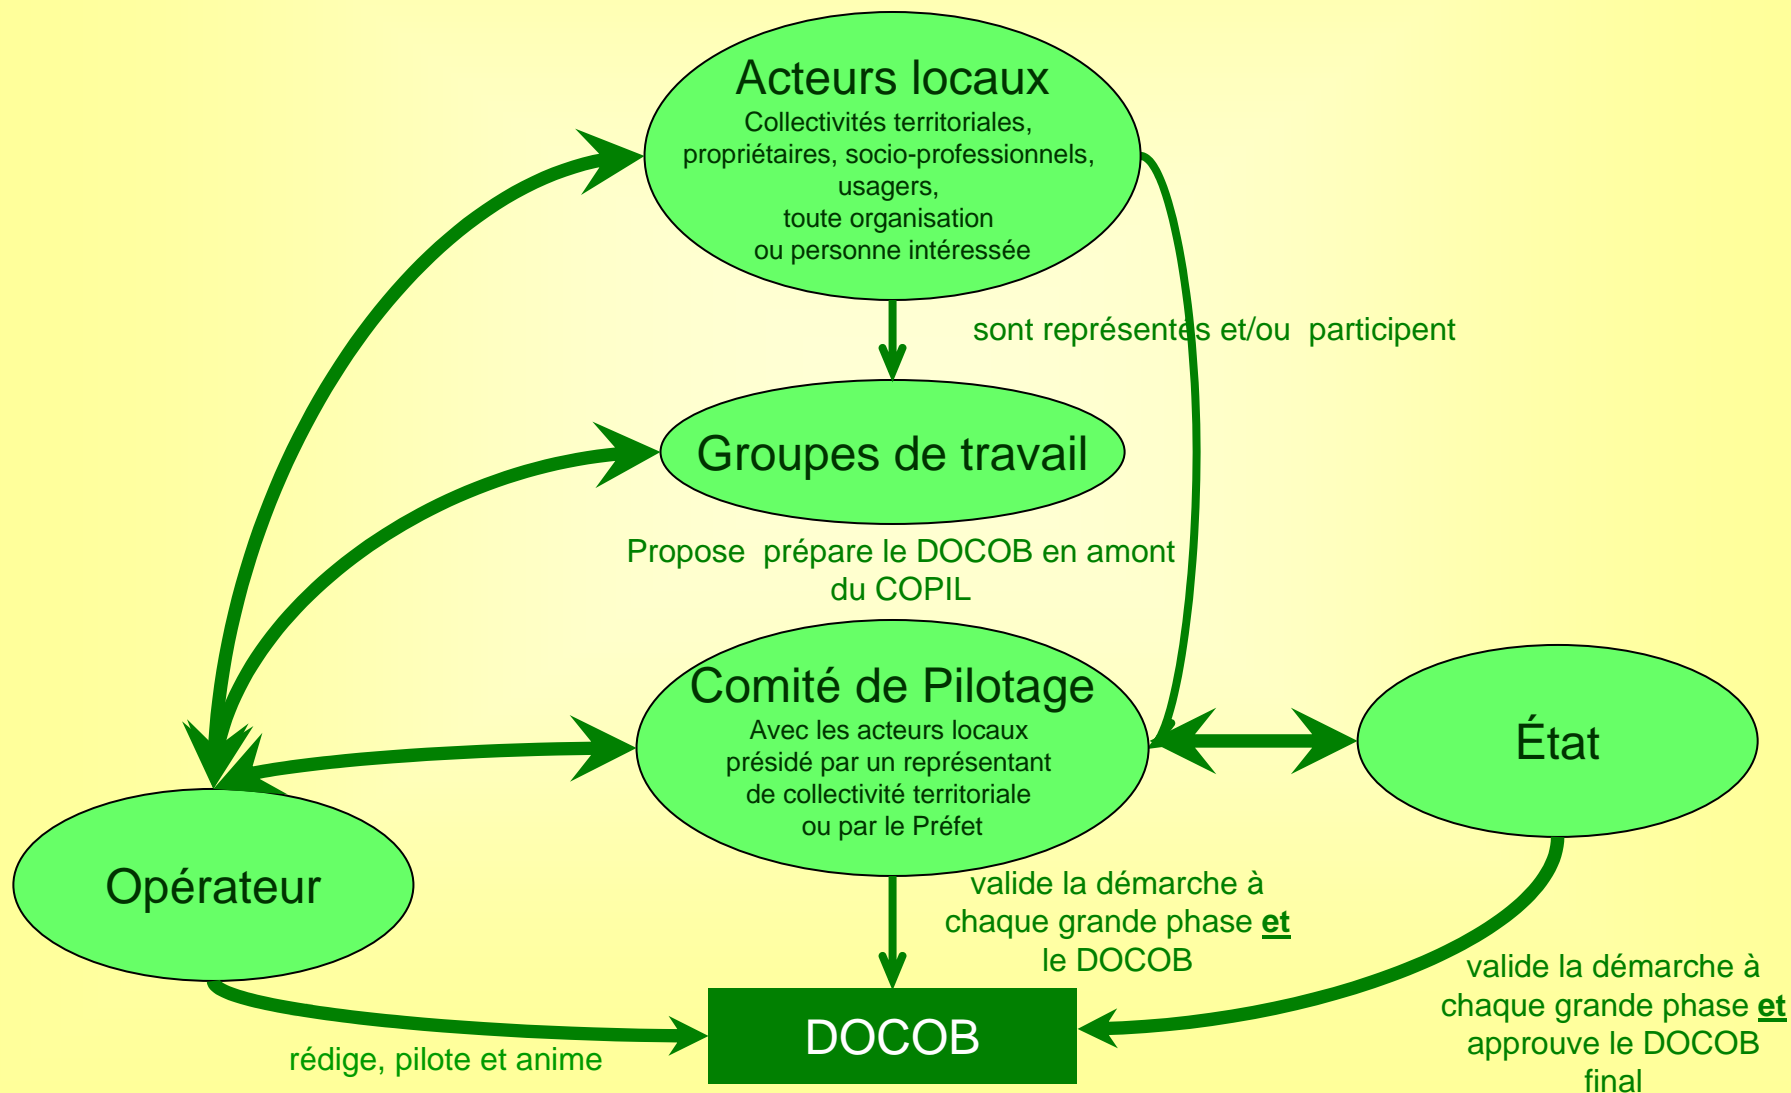 Acteurs locaux
Collectivités territoriales,
propriétaires, socio-professionnels,
usagers,
toute organisation
ou personne intéressée
sont représentés et/ou  participent
Groupes de travail
Propose  prépare le DOCOB en amont
du COPIL
Comité de Pilotage
Avec les acteurs locaux
présidé par un représentant
de collectivité territoriale
ou par le Préfet
État
Opérateur
valide la démarche à
chaque grande phase et
le DOCOB
valide la démarche à
chaque grande phase et
approuve le DOCOB
final
DOCOB
rédige, pilote et anime